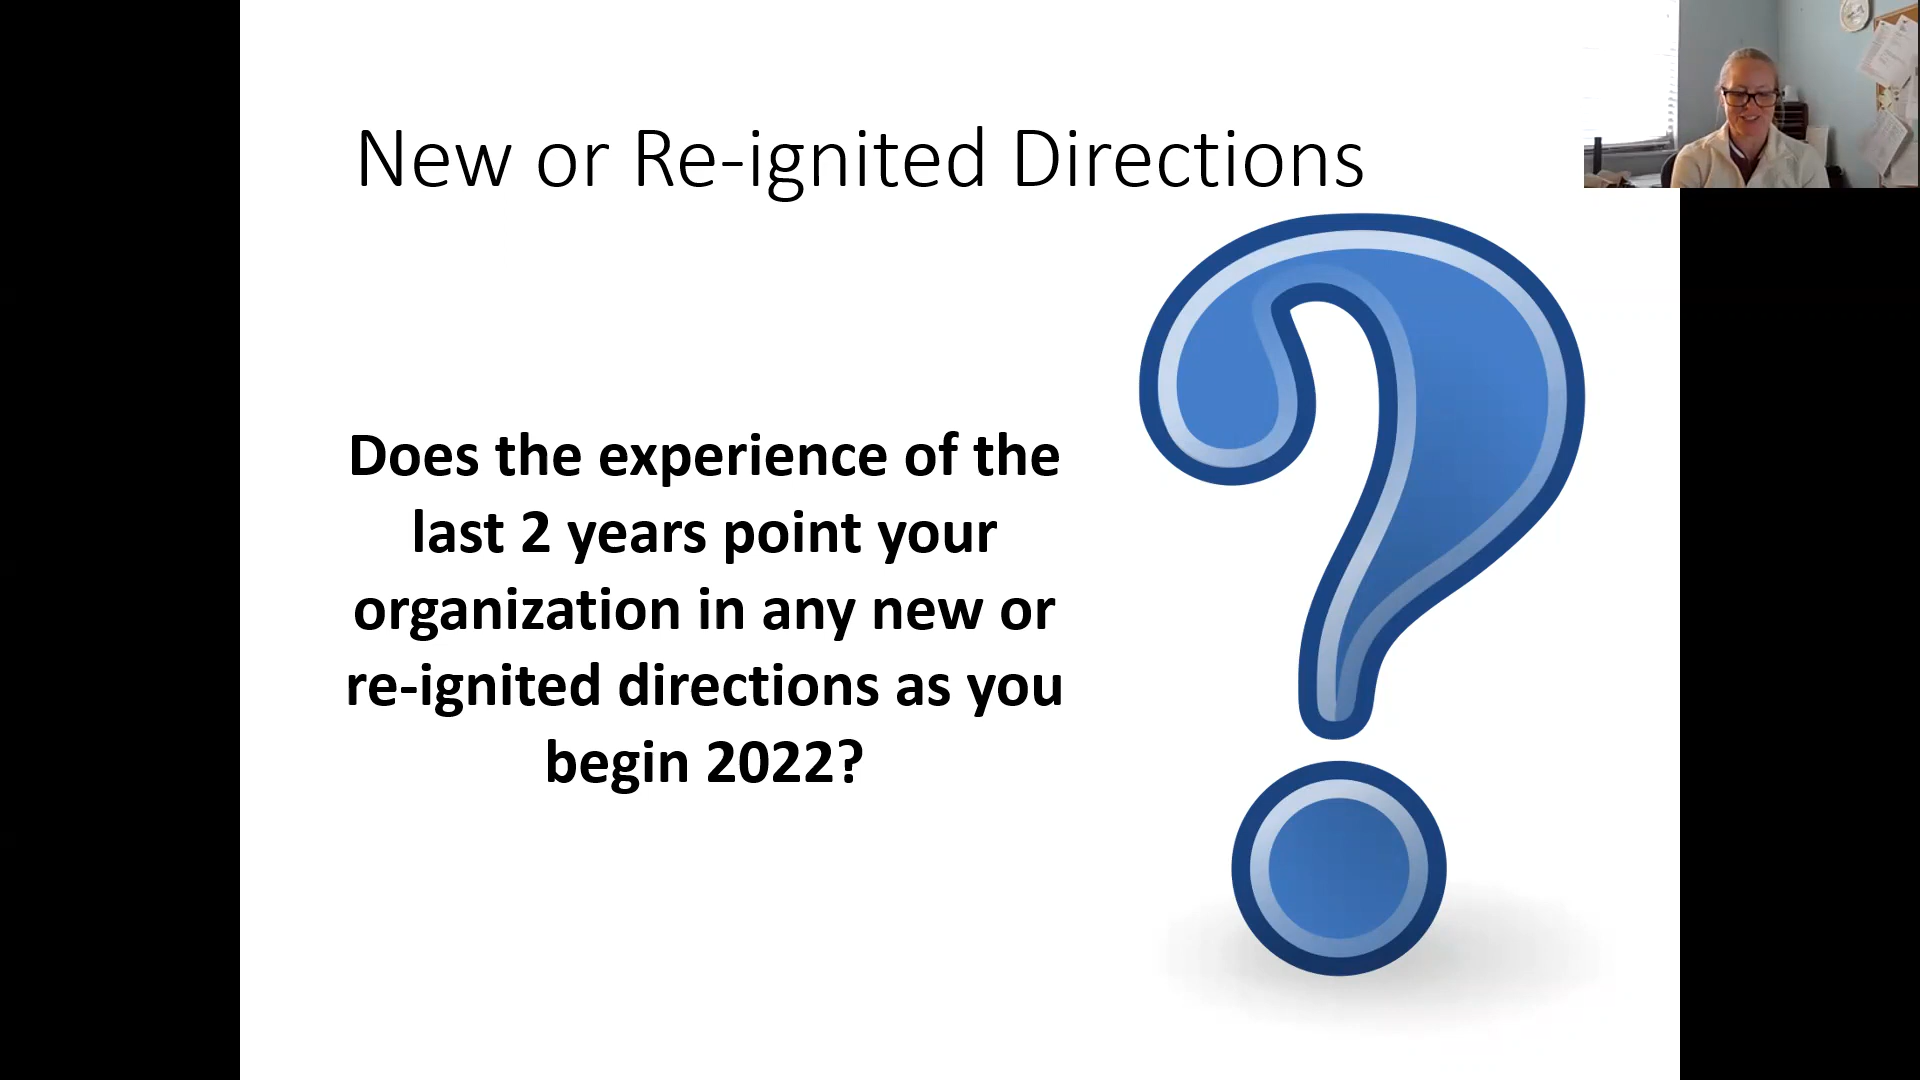 New or Re-ignited Directions
Does the experience of the
last 2 years point your
organization in any new or
re-ignited directions as you
begin 2022?